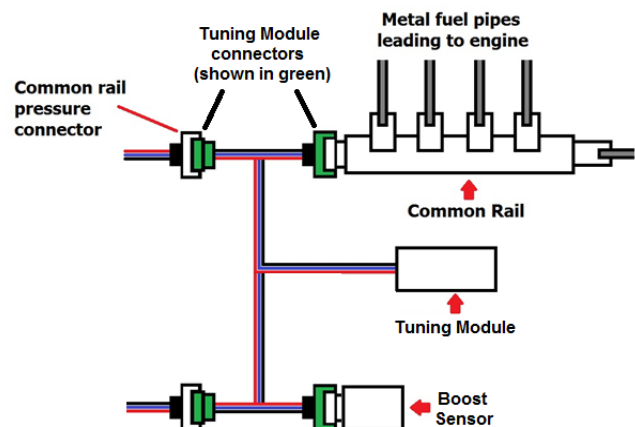 Tuning Module
connectors
(shown in green)
Metal fuel pipes
leading to engine
Common rail
pressure
connector
Common Rail
Tuning Module
Boost
Sensor